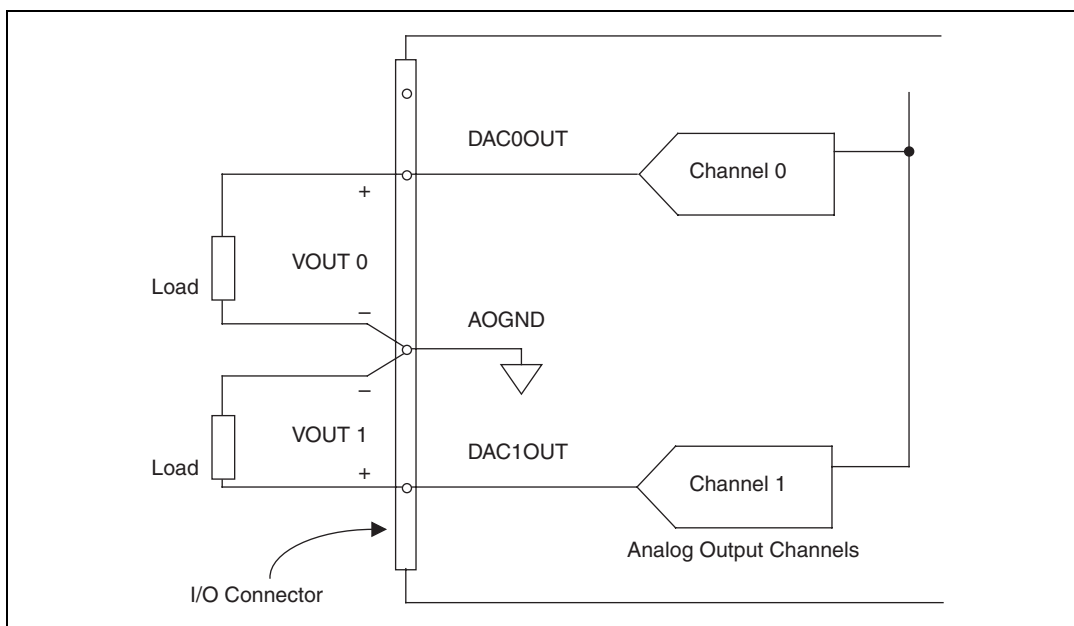 DAC0OUT
Channel 0
+
VOUT 0
Load
–
AOGND
–
VOUT 1
DAC1OUT
Load
+
Channel 1
Analog Output Channels
I/O Connector